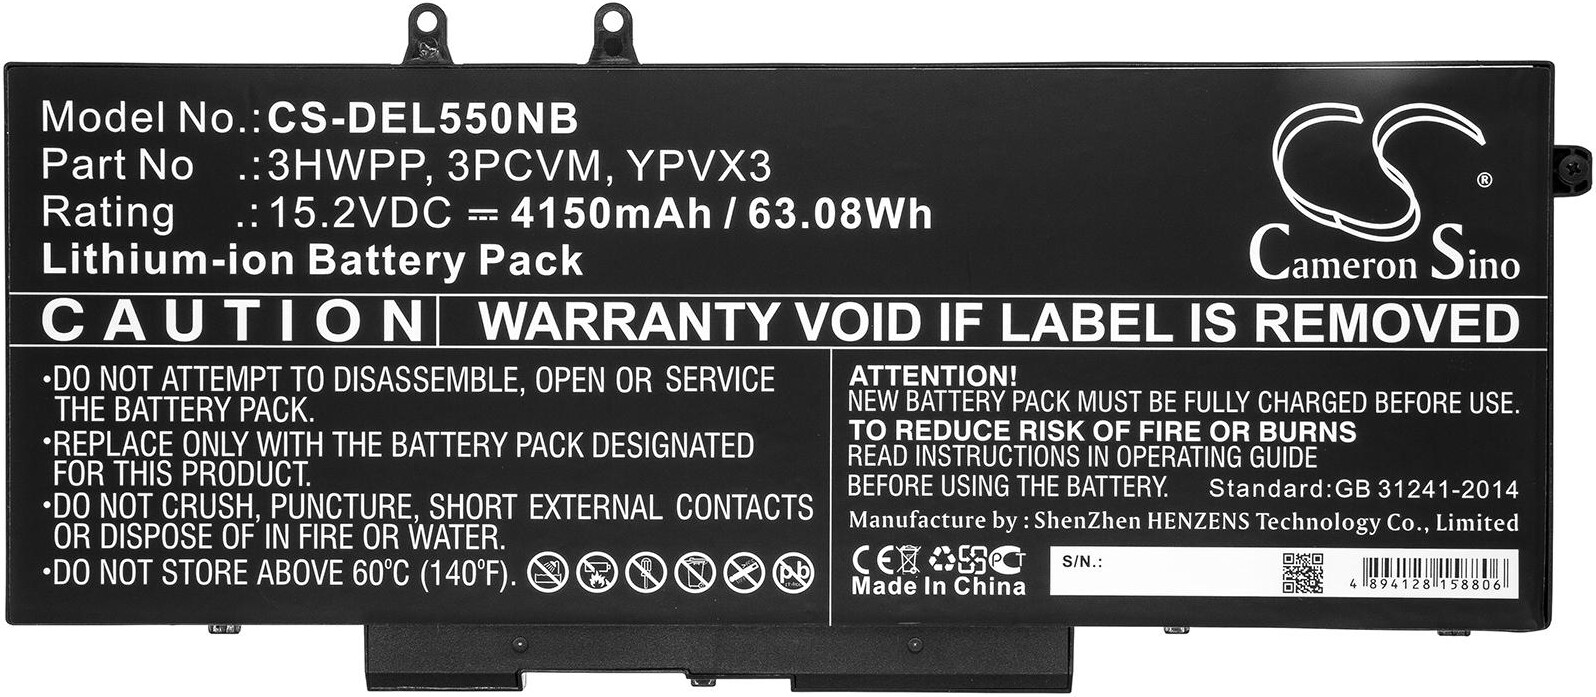 Model No.:CS-DEL550NB
Part No .:3HWPP, 3PCVM, YPVX3
Rating .:15.2VDC ⎓ 4150mAh / 63.08Wh
Lithium-ion Battery Pack
CS
®
Cameron Sino
CAUTION
WARRANTY VOID IF LABEL IS REMOVED
•DO NOT ATTEMPT TO DISASSEMBLE, OPEN OR SERVICE
THE BATTERY PACK.
•REPLACE ONLY WITH THE BATTERY PACK DESIGNATED
FOR THIS PRODUCT.
•DO NOT CRUSH, PUNCTURE, SHORT EXTERNAL CONTACTS
OR DISPOSE OF IN FIRE OR WATER.
•DO NOT STORE ABOVE 60°C (140°F).
Pb
ATTENTION!
NEW BATTERY PACK MUST BE FULLY CHARGED BEFORE USE.
TO REDUCE RISK OF FIRE OR BURNS
READ INSTRUCTIONS IN OPERATING GUIDE
BEFORE USING THE BATTERY. Standard:GB 31241-2014
Manufacture by : ShenZhen HENZENS Technology Co., Limited
CE PCT
Made In China
S/N.:
4 894128 158806